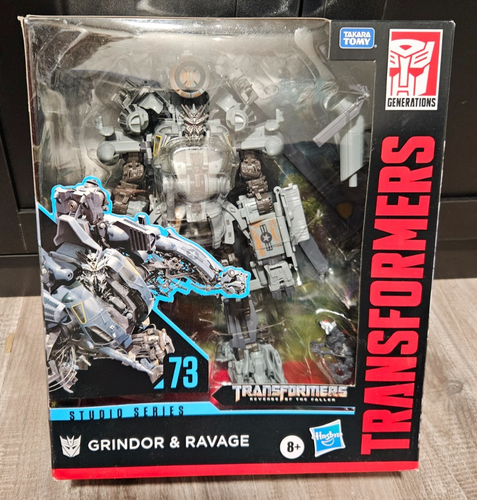 TAKARA
TOMY
GENERATIONS
TRANSFORMERS
73
TRANSFORMERS
REVENGE OF THE FALLEN
STUDIO SERIES
GRINDOR & RAVAGE
8+
Hasbro